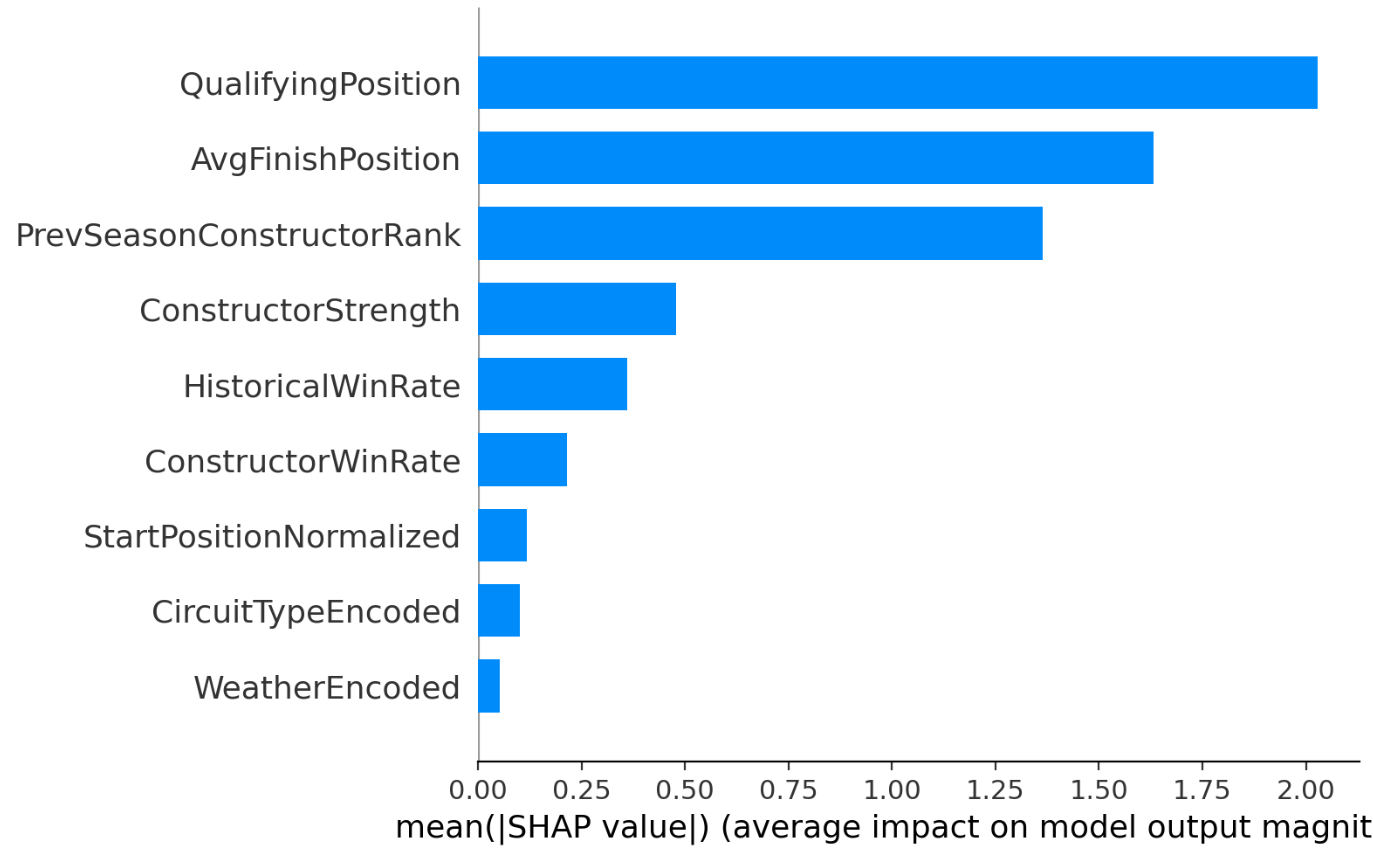 QualifyingPosition
AvgFinishPosition
PrevSeasonConstructorRank
ConstructorStrength
HistoricalWinRate
ConstructorWinRate
StartPositionNormalized
CircuitTypeEncoded
WeatherEncoded
0.00 0.25 0.50 0.75 1.00 1.25 1.50 1.75 2.00
mean(|SHAP value|) (average impact on model output magnit